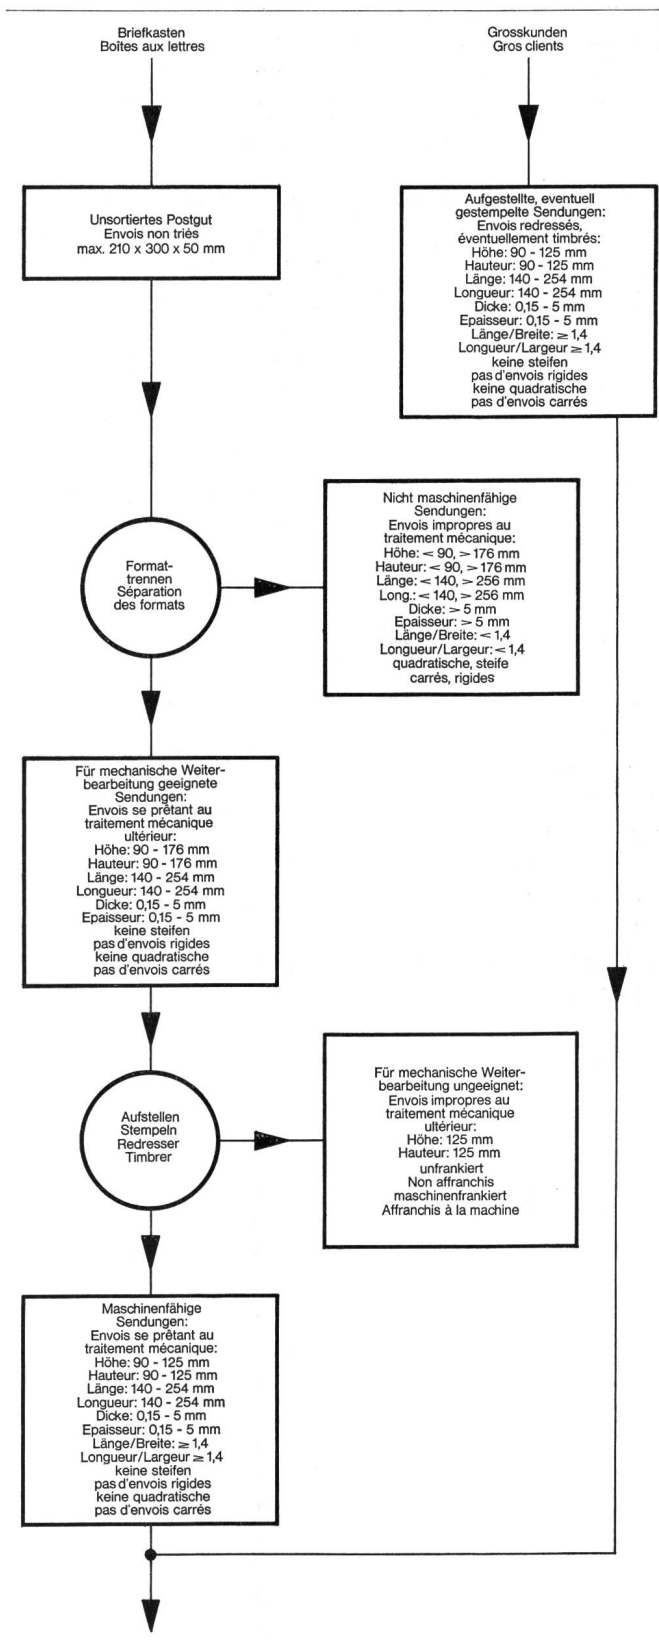 Briefkasten
Boîtes aux lettres
Grosskunden
Gros clients
Unsortiertes Postgut
Envois non triés
max. 210 x 300 x 50 mm
Aufgestellte, eventuell
gestempelte Sendungen:
Envois redressés,
éventuellement timbrés:
Höhe: 90 - 125 mm
Hauteur: 90 - 125 mm
Länge: 140 - 254 mm
Longueur: 140 - 254 mm
Dicke: 0,15 - 5 mm
Epaisseur: 0,15 - 5 mm
Länge/Breite: ≥ 1,4
Longueur/Largeur ≥ 1,4
keine steifen
pas d'envois rigides
keine quadratische
pas d'envois carrés
Format-
trennen
Séparation
des formats
Nicht maschinenfähige
Sendungen:
Envois impropres au
traitement mécanique:
Höhe: < 90, > 176 mm
Hauteur: < 90, > 176 mm
Länge: < 140, > 256 mm
Long.: < 140, > 256 mm
Dicke: > 5 mm
Epaisseur: > 5 mm
Länge/Breite: < 1,4
Longueur/Largeur: < 1,4
quadratische, steife
carrés, rigides
Für mechanische Weiter-
bearbeitung geeignete
Sendungen:
Envois se prêtant au
traitement mécanique
ultérieur:
Höhe: 90 - 176 mm
Hauteur: 90 - 176 mm
Länge: 140 - 254 mm
Longueur: 140 - 254 mm
Dicke: 0,15 - 5 mm
Epaisseur: 0,15 - 5 mm
keine steifen
pas d'envois rigides
keine quadratische
pas d'envois carrés
Aufstellen
Stempeln
Redresser
Timbrer
Für mechanische Weiter-
bearbeitung ungeeignet:
Envois impropres au
traitement mécanique
ultérieur:
Höhe: 125 mm
Hauteur: 125 mm
unfrankiert
Non affranchis
maschinenfrankiert
Affranchis à la machine
Maschinenfähige
Sendungen:
Envois se prêtant au
traitement mécanique:
Höhe: 90 - 125 mm
Hauteur: 90 - 125 mm
Länge: 140 - 254 mm
Longueur: 140 - 254 mm
Dicke: 0,15 - 5 mm
Epaisseur: 0,15 - 5 mm
Länge/Breite: ≥ 1,4
Longueur/Largeur ≥ 1,4
keine steifen
pas d'envois rigides
keine quadratische
pas d'envois carrés